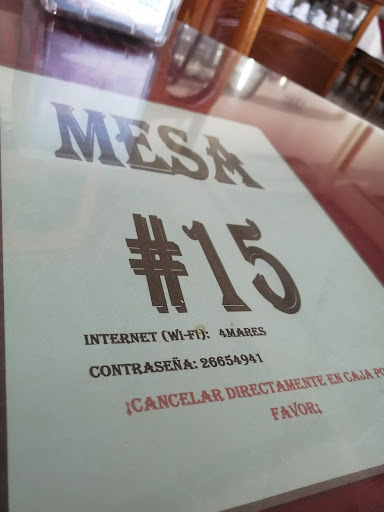 MESA
#15
INTERNET (WI-FI): 4MARES
CONTRASEÑA: 26654941
¡CANCELAR DIRECTAMENTE EN CAJA PO
FAVOR¡